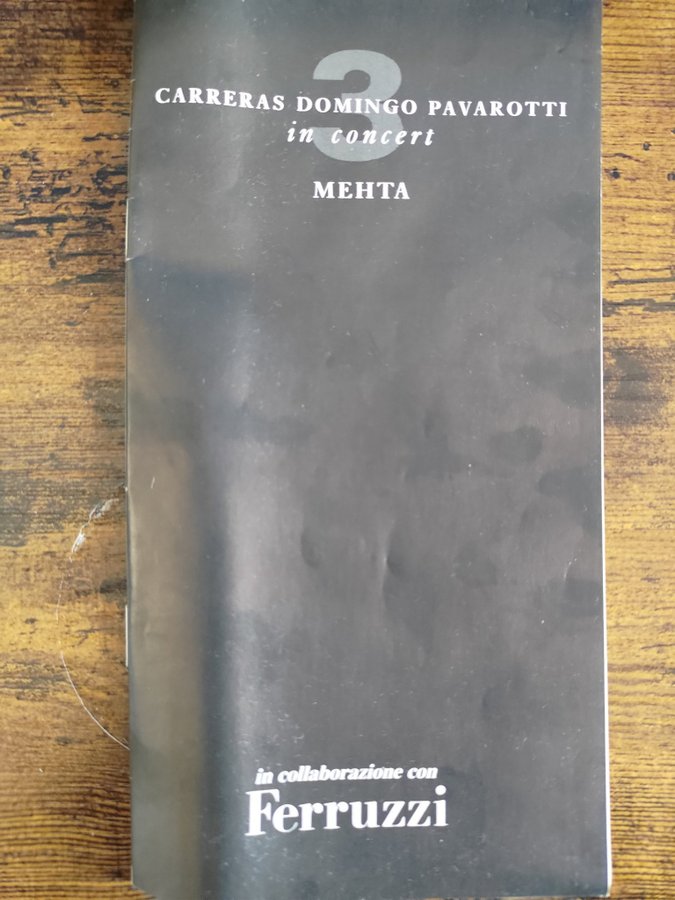 3
CARRERAS DOMINGO PAVAROTTI
in concert
MEHTA
in collaborazione con
Ferruzzi